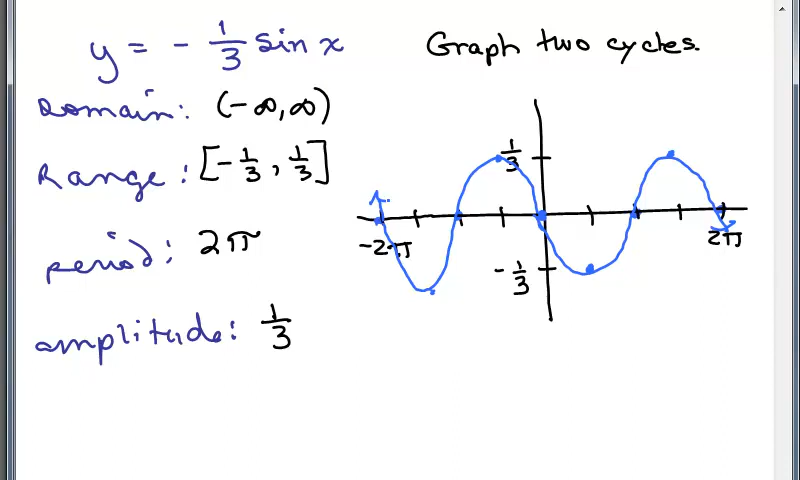 y = - 1/3 sin x
Graph two cycles.
Domain: (-∞, ∞)
Range: [-1/3, 1/3]
period: 2π
amplitude: 1/3
1/3
-2π
2π
- 1/3